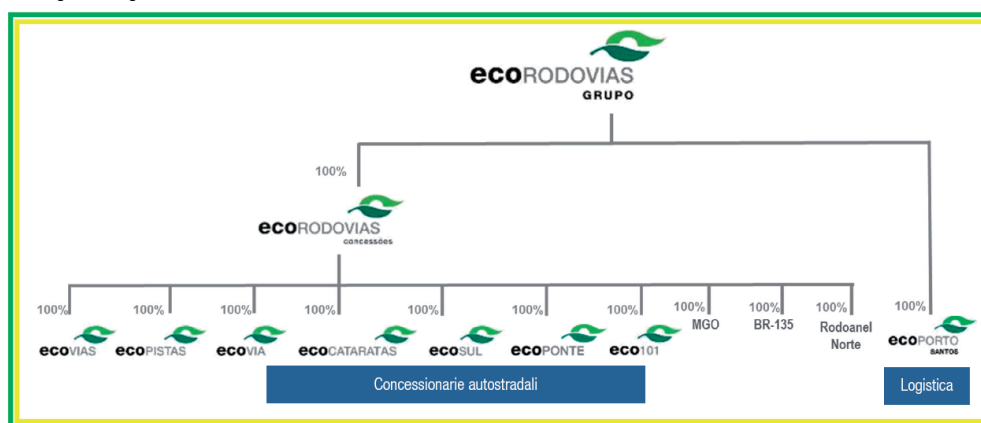 ecoRODOVIAS
GRUPO
100%
ecoRODOVIAS
concessões
100% 100% 100% 100% 100% 100% 100% 100% 100% 100% 100%
MGO BR-135 Rodoanel
Norte
ecoVIAS ecoPISTAS ecoVIA ecoCATARATAS ecoSUL ecoPONTE eco101 ecoPORTO
SANTOS
Concessionarie autostradali Logistica